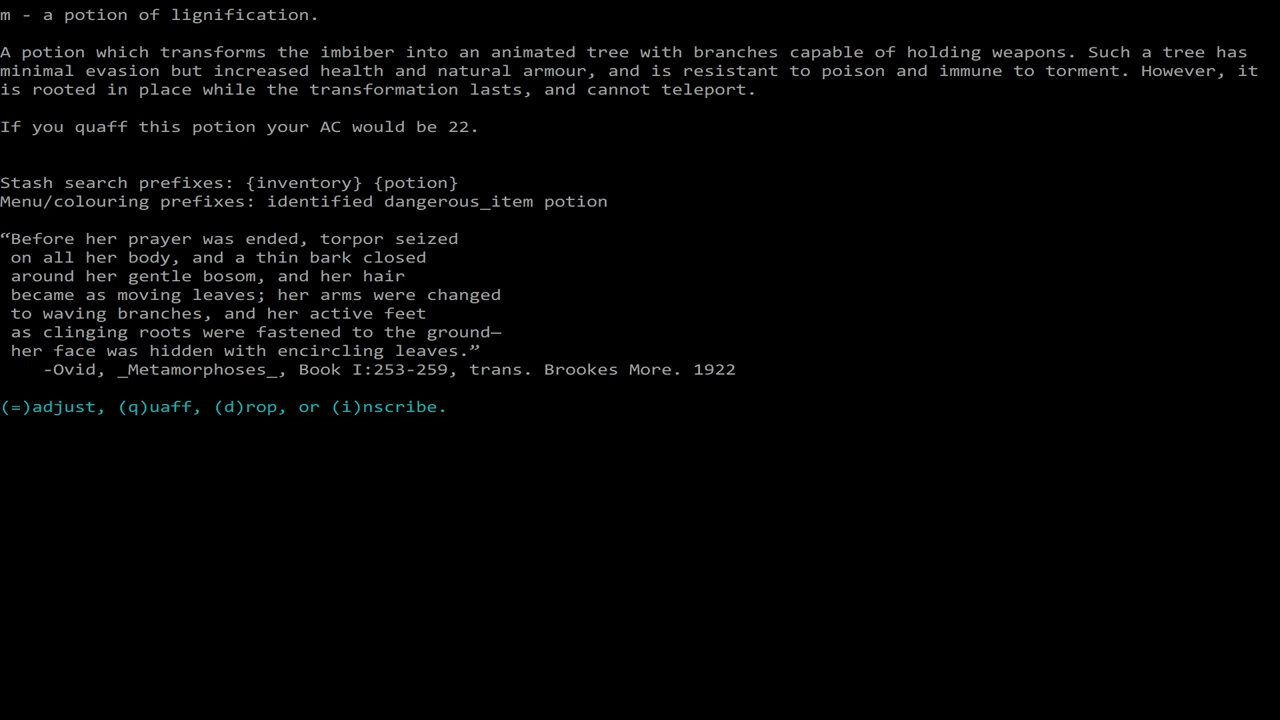 m - a potion of lignification.
A potion which transforms the imbiber into an animated tree with branches capable of holding weapons. Such a tree has
minimal evasion but increased health and natural armour, and is resistant to poison and immune to torment. However, it
is rooted in place while the transformation lasts, and cannot teleport.
If you quaff this potion your AC would be 22.
Stash search prefixes: {inventory} {potion}
Menu/colouring prefixes: identified dangerous_item potion
“Before her prayer was ended, torpor seized
on all her body, and a thin bark closed
around her gentle bosom, and her hair
became as moving leaves; her arms were changed
to waving branches, and her active feet
as clinging roots were fastened to the ground—
her face was hidden with encircling leaves.”
-Ovid, _Metamorphoses_, Book I:253-259, trans. Brookes More. 1922
(=)adjust, (q)uaff, (d)rop, or (i)nscribe.